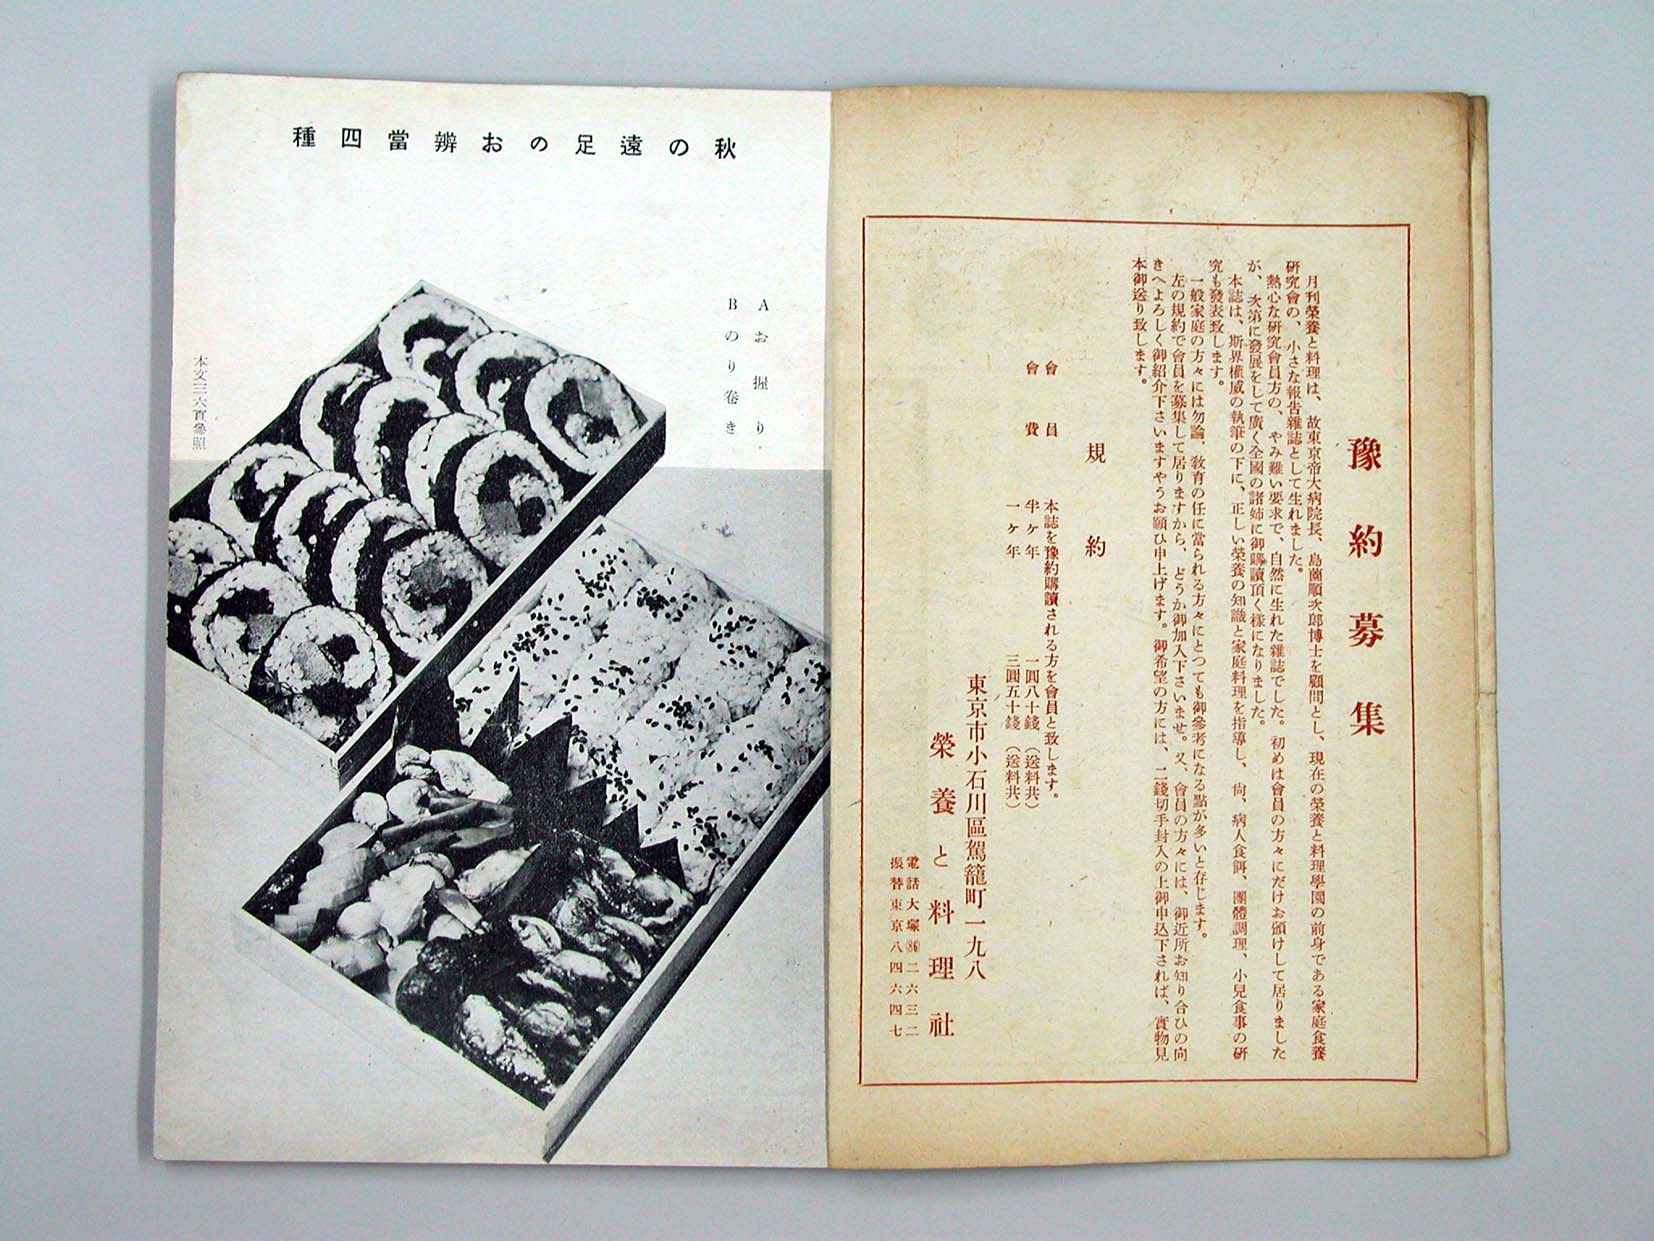 豫約募集
月刊榮養と料理は、故東京帝大病院長、島薗順次郎博士を顧問とし、現在の榮養と料理學園の前身である家庭食養
研究會の、小さな報告雜誌として生れました。
熱心な研究會員方の、やみ難い要求で、自然に生れた雜誌でした。初めは會員の方々にだけお頒けして居りました
が、次第に發展をして廣く全國の諸姉に御購讀頂く樣になりました。
本誌は、斯界權威の執筆の下に、正しい榮養の知識と家庭料理を指導し、尙、病人食餌、團體調理、小兒食事の研
究も發表致します。
一般家庭の方々には勿論、敎育の任に當られる方々にとつても御參考になる點が多いと存じます。
左の規約で會員を募集して居りますから、どうか御加入下さいませ。又、會員の方々には、御近所お知り合ひの向
きへよろしく御紹介下さいますやうお願ひ申上げます。御希望の方には、二錢切手封入の上御申込下されば、實物見
本御送り致します。
規約
會員 本誌を豫約購讀される方を會員と致します。
會費 半ヶ年 一圓八十錢（送料共）
一ヶ年 三圓五十錢（送料共）
東京市小石川區駕籠町一九八
榮養と料理社
電話大塚(86)二六三二
振替東京八四六四七
秋の遠足のお辨當四種
Aお握り
Bのり卷き
本文三六頁參照